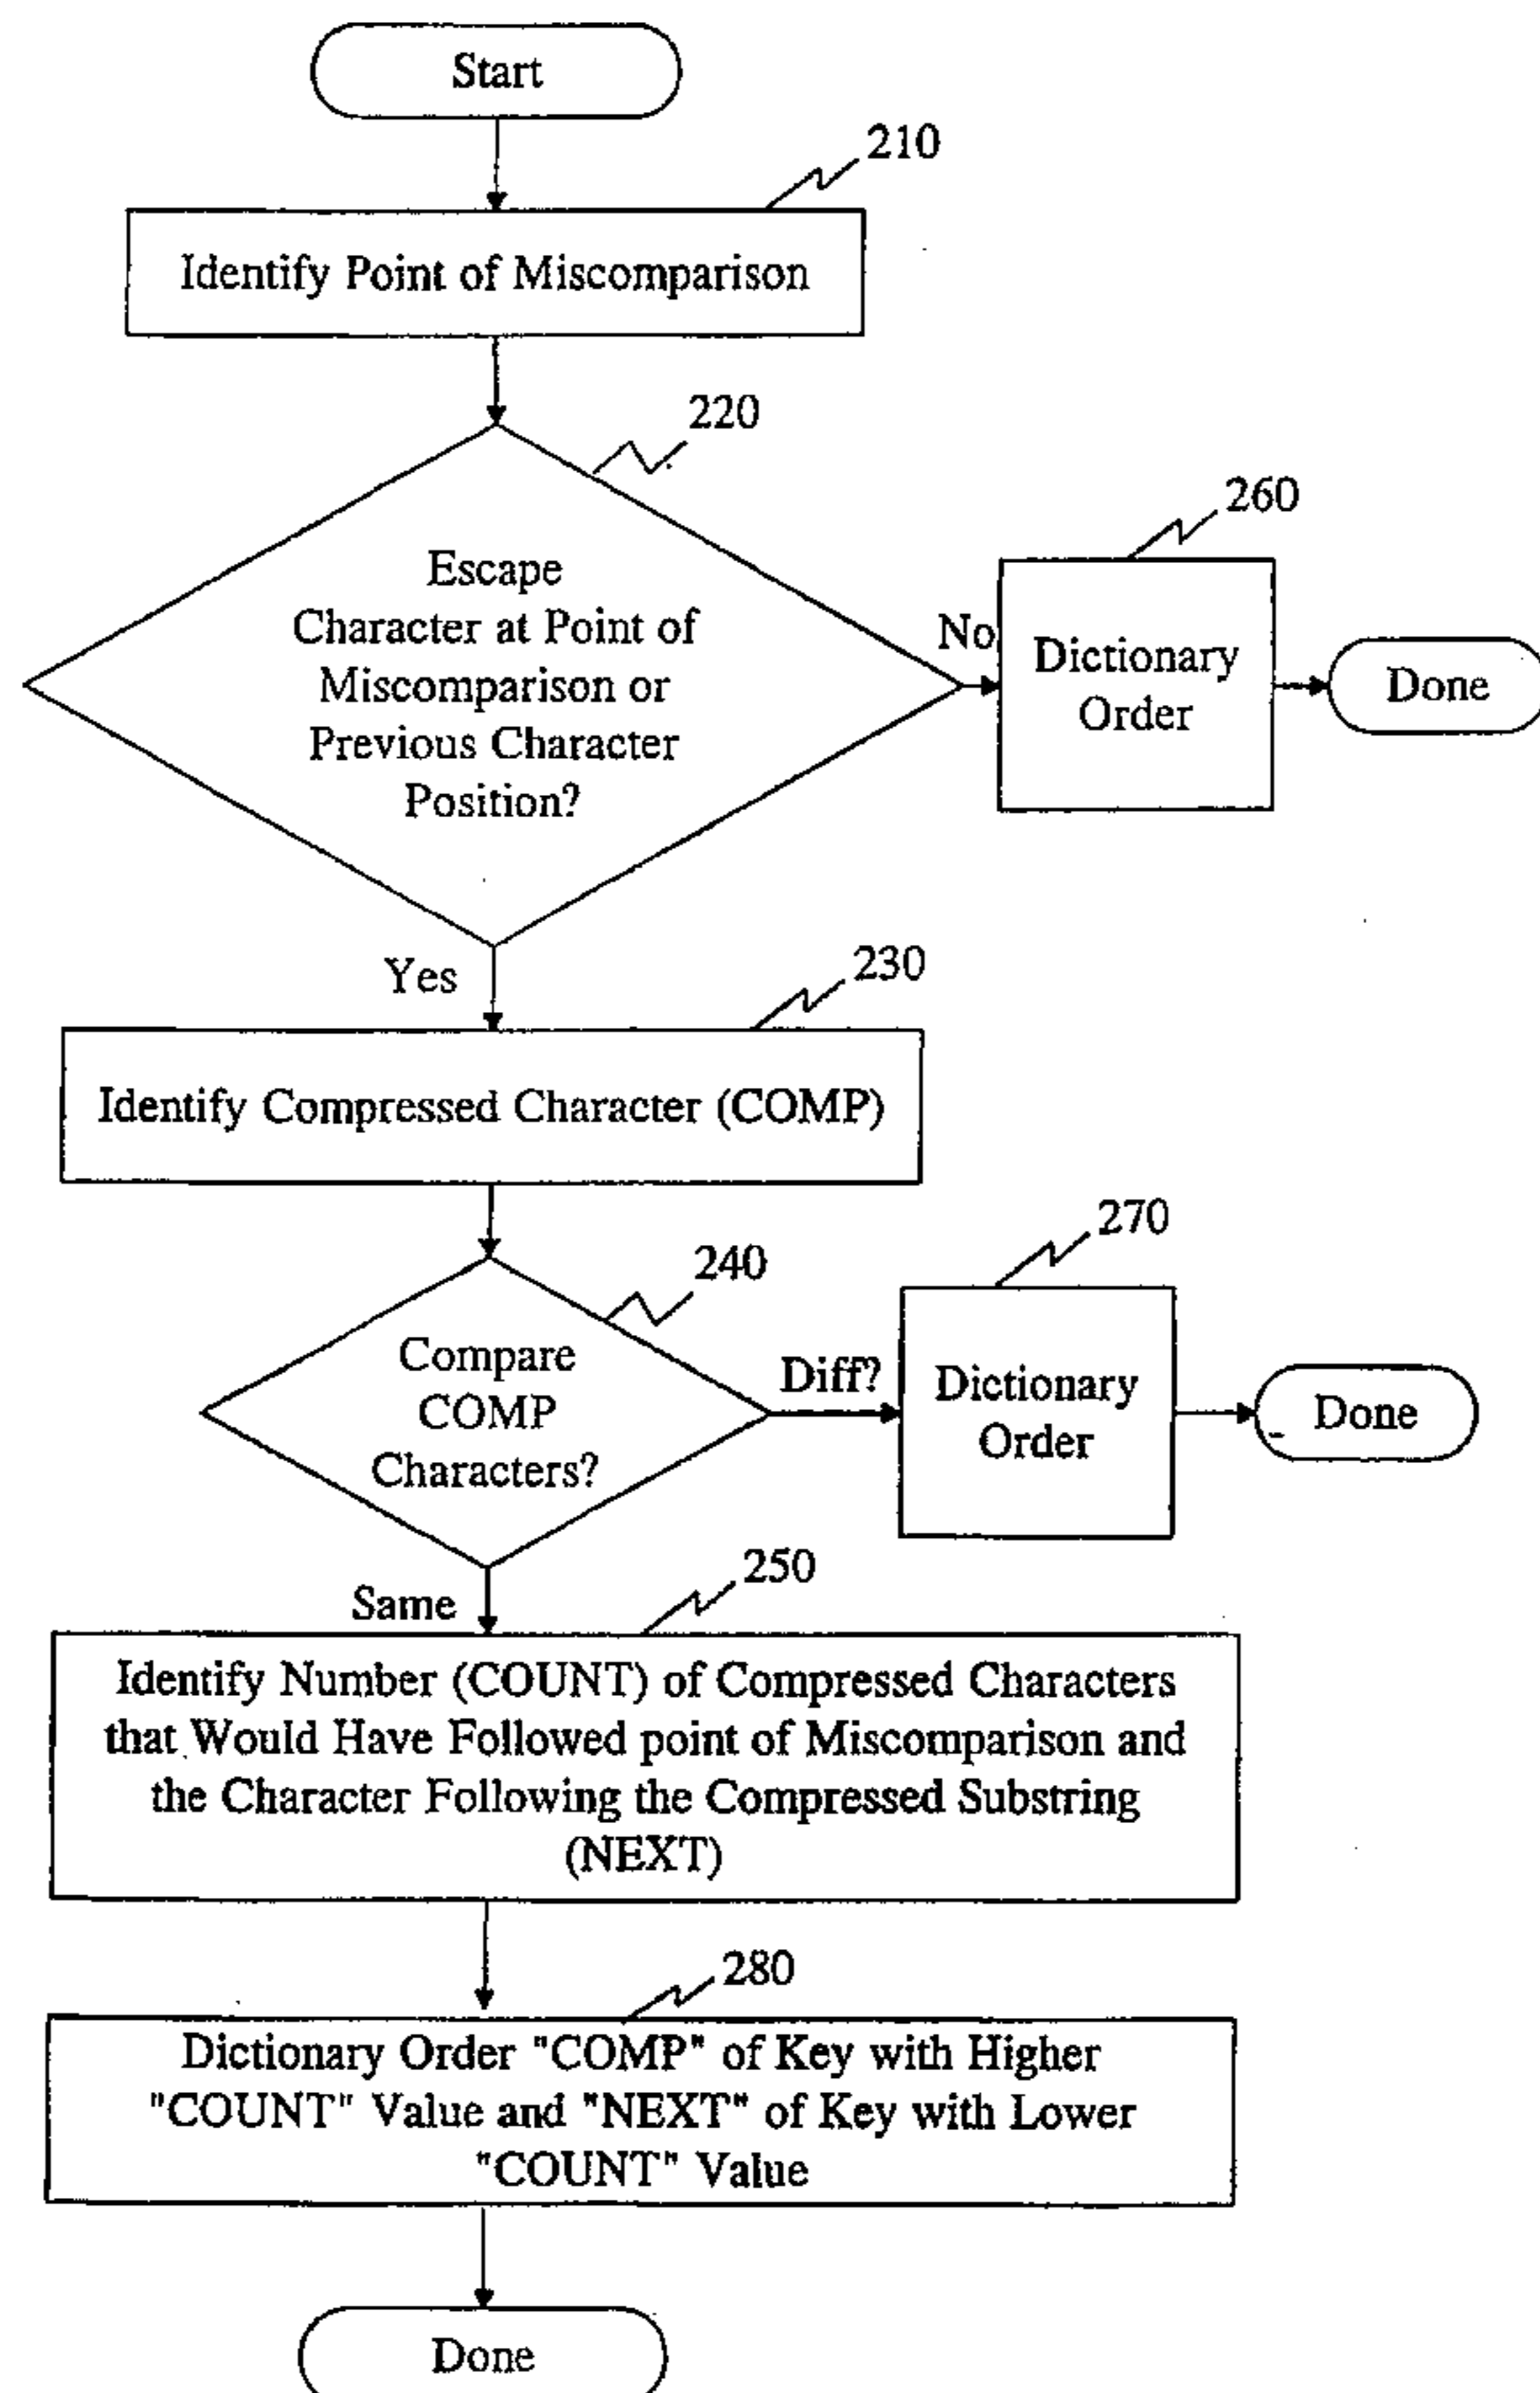 Start
210
Identify Point of Miscomparison
220
Escape
Character at Point of
Miscomparison or
Previous Character
Position?
No
260
Dictionary
Order
Done
Yes
230
Identify Compressed Character (COMP)
240
Compare
COMP
Characters?
Diff?
270
Dictionary
Order
Done
Same
250
Identify Number (COUNT) of Compressed Characters
that Would Have Followed point of Miscomparison and
the Character Following the Compressed Substring
(NEXT)
280
Dictionary Order "COMP" of Key with Higher
"COUNT" Value and "NEXT" of Key with Lower
"COUNT" Value
Done